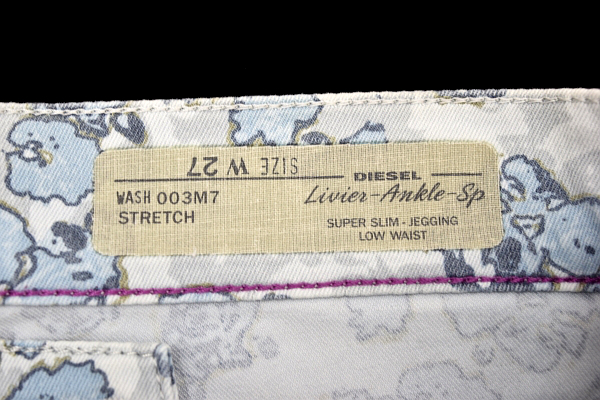 SIZE W 27
DIESEL
WASH 003M7
Livier-Ankle-Sp
STRETCH
SUPER SLIM - JEGGING
LOW WAIST